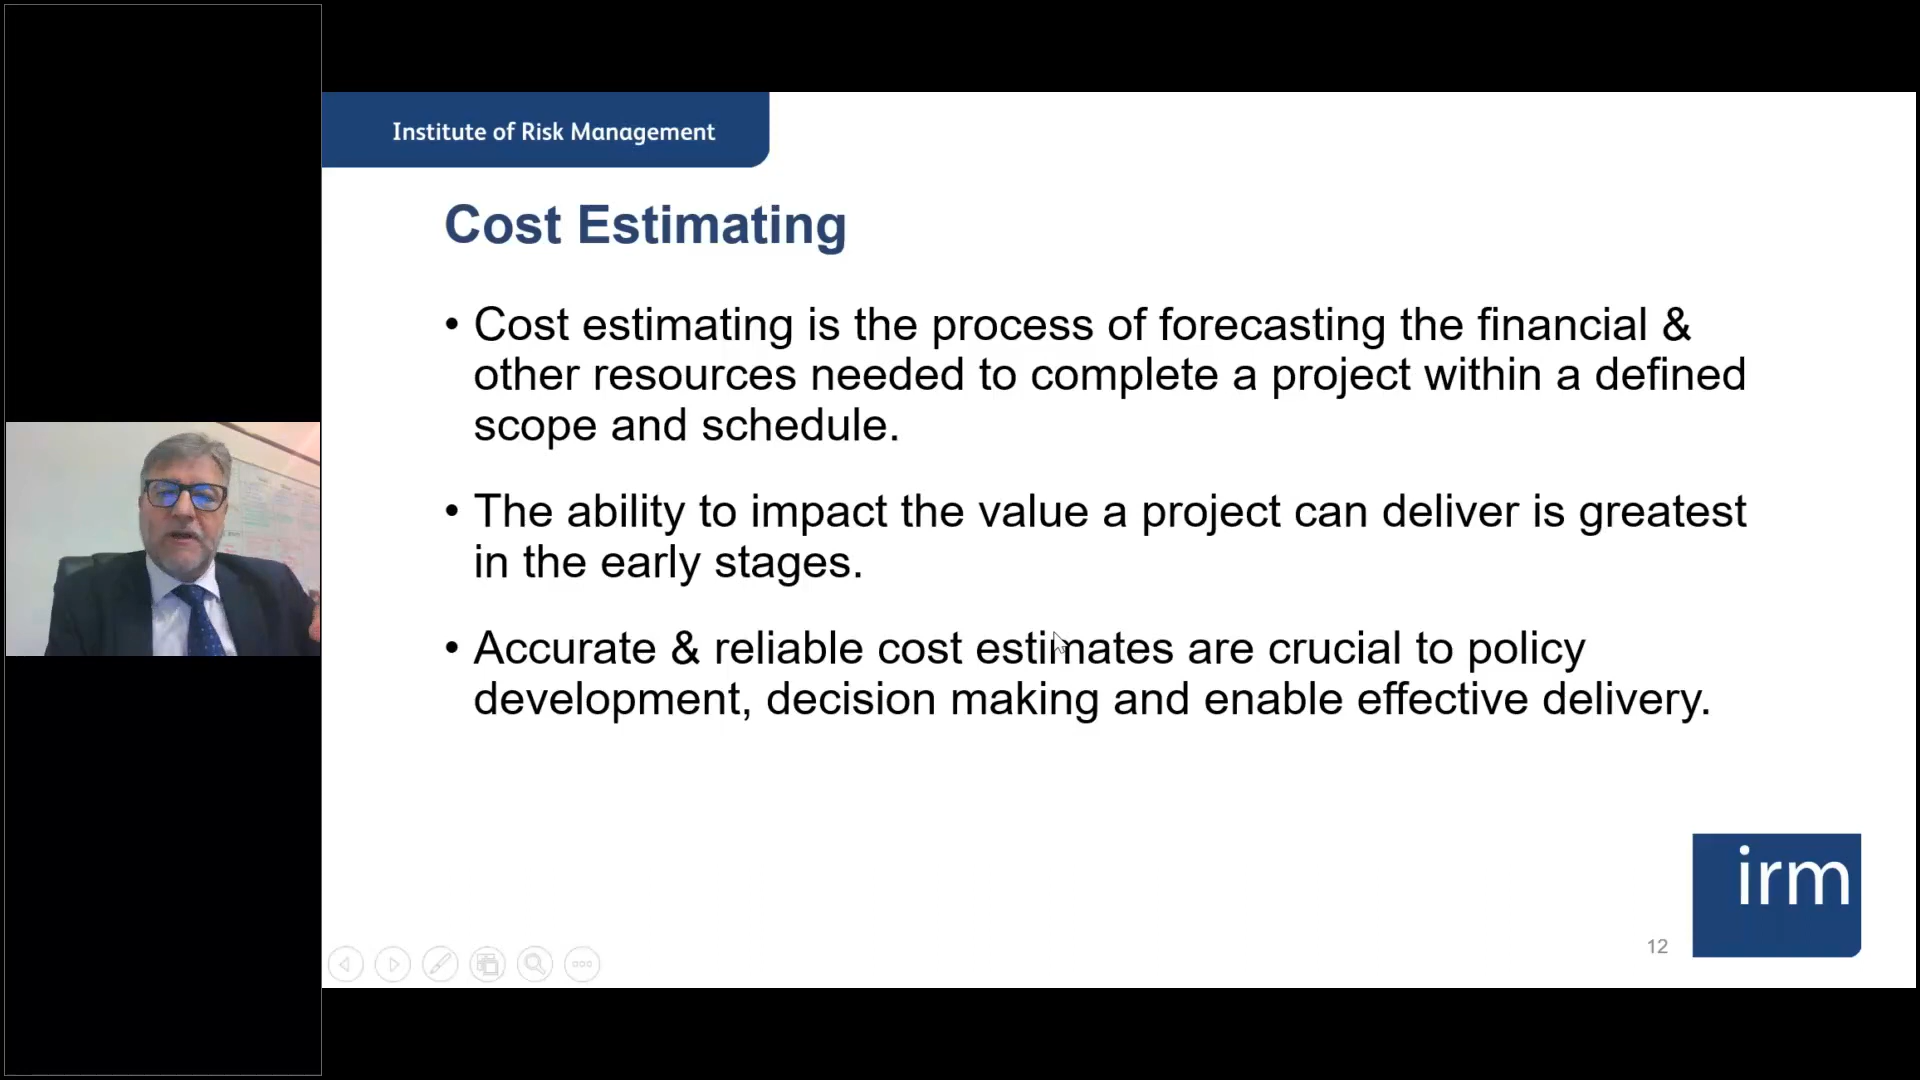 Institute of Risk Management
Cost Estimating
• Cost estimating is the process of forecasting the financial &
other resources needed to complete a project within a defined
scope and schedule.
• The ability to impact the value a project can deliver is greatest
in the early stages.
• Accurate & reliable cost estimates are crucial to policy
development, decision making and enable effective delivery.
irm
12